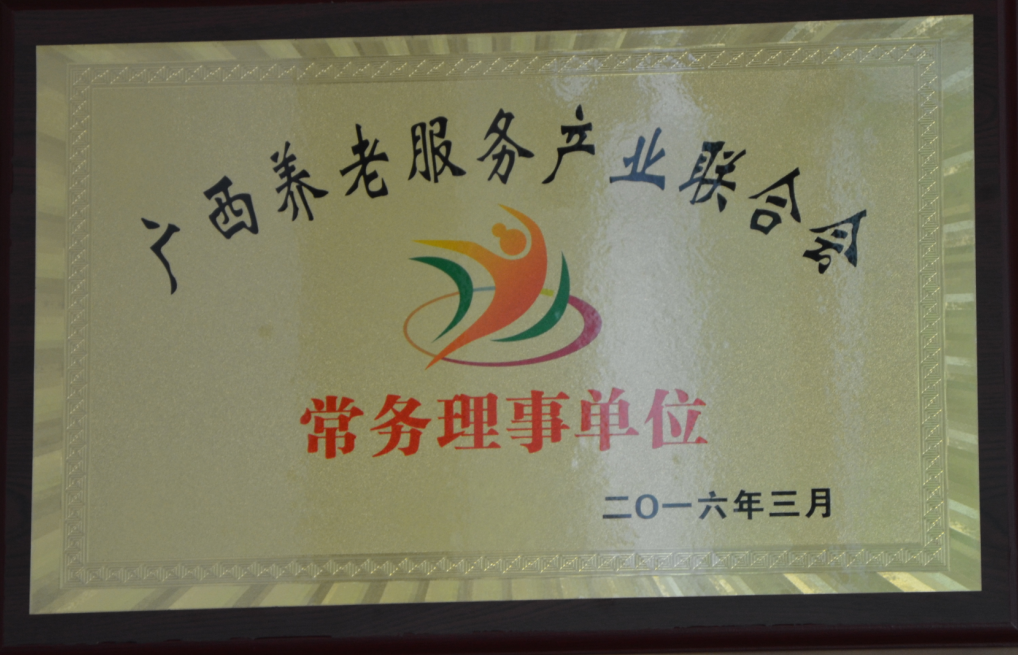 广西养老服务产业联合会
常务理事单位
二O一六年三月